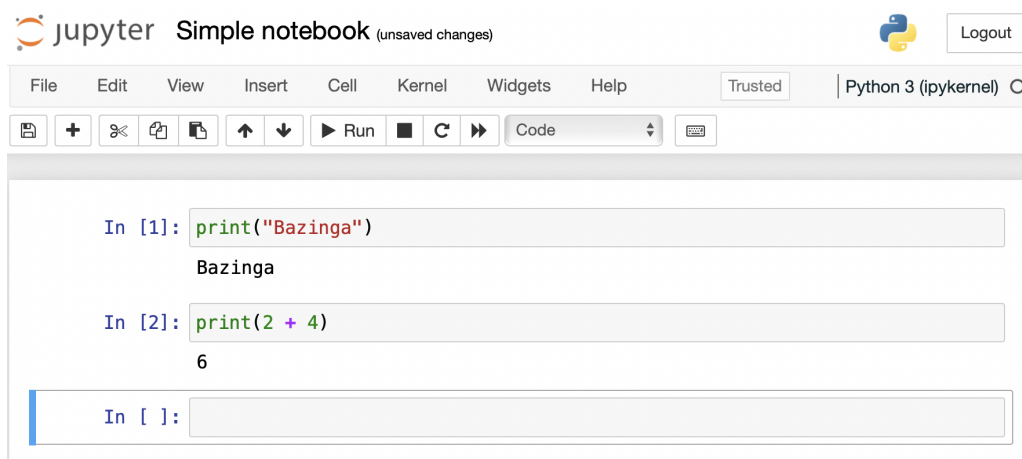 jupyter Simple notebook (unsaved changes) Logout
File Edit View Insert Cell Kernel Widgets Help Trusted Python 3 (ipykernel)
Run Code
In [1]: print("Bazinga")
Bazinga
In [2]: print(2 + 4)
6
In [ ]: